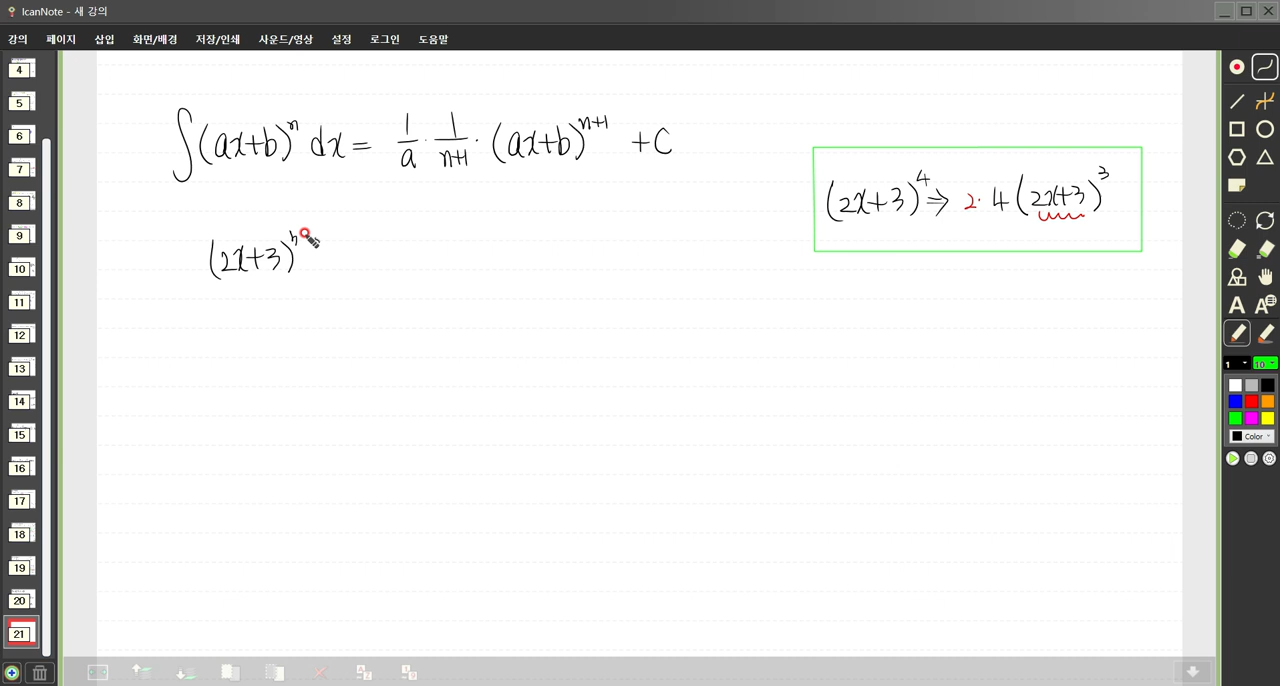 IcanNote - 새 강의
강의 페이지 삽입 화면/배경 저장/인쇄 사운드/영상 설정 로그인 도움말
∫(ax+b)^n dx = 1/a · 1/(n+1) · (ax+b)^(n+1) + C
(2x+3)^4 ⇒ 2· 4(2x+3)^3
(2x+3)^n
4
5
6
7
8
9
10
11
12
13
14
15
16
17
18
19
20
21
A A
1 10
Color